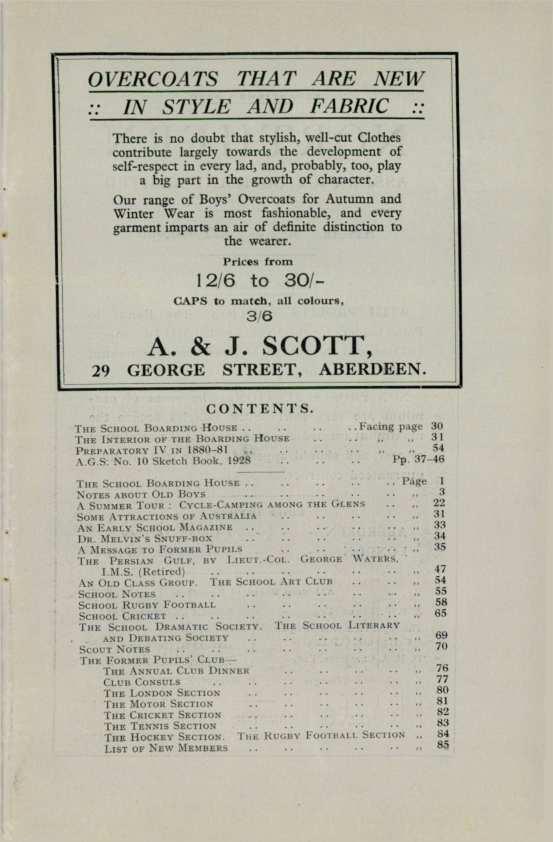 OVERCOATS THAT ARE NEW
:: IN STYLE AND FABRIC ::
There is no doubt that stylish, well-cut Clothes
contribute largely towards the development of
self-respect in every lad, and, probably, too, play
a big part in the growth of character.
Our range of Boys' Overcoats for Autumn and
Winter Wear is most fashionable, and every
garment imparts an air of definite distinction to
the wearer.
Prices from
12/6 to 30/-
CAPS to match, all colours,
3/6
A. & J. SCOTT,
29 GEORGE STREET, ABERDEEN.
CONTENTS.
THE SCHOOL BOARDING HOUSE .. .. .. .. Facing page 30
THE INTERIOR OF THE BOARDING HOUSE .. .. ,, ,, 31
PREPARATORY IV IN 1880-81 .. .. .. .. ,, ,, 54
A.G.S. No. 10 SKETCH BOOK, 1928 .. .. .. Pp. 37-46
THE SCHOOL BOARDING HOUSE .. .. .. .. .. Page 1
NOTES ABOUT OLD BOYS .. .. .. .. .. ,, 3
A SUMMER TOUR : CYCLE-CAMPING AMONG THE GLENS .. ,, 22
SOME ATTRACTIONS OF AUSTRALIA .. .. .. .. ,, 31
AN EARLY SCHOOL MAGAZINE .. .. .. .. .. ,, 33
DR. MELVIN'S SNUFF-BOX .. .. .. .. .. ,, 34
A MESSAGE TO FORMER PUPILS .. .. .. .. ,, 35
THE PERSIAN GULF, BY LIEUT.-COL. GEORGE WATERS,
I.M.S. (Retired) .. .. .. .. .. .. ,, 47
AN OLD CLASS GROUP. THE SCHOOL ART CLUB .. .. ,, 54
SCHOOL NOTES .. .. .. .. .. .. .. ,, 55
SCHOOL RUGBY FOOTBALL .. .. .. .. .. ,, 58
SCHOOL CRICKET .. .. .. .. .. .. .. ,, 65
THE SCHOOL DRAMATIC SOCIETY. THE SCHOOL LITERARY
AND DEBATING SOCIETY .. .. .. .. .. ,, 69
SCOUT NOTES .. .. .. .. .. .. .. ,, 70
THE FORMER PUPILS' CLUB—
THE ANNUAL CLUB DINNER .. .. .. .. ,, 76
CLUB CONSULS .. .. .. .. .. .. ,, 77
THE LONDON SECTION .. .. .. .. .. ,, 80
THE MOTOR SECTION .. .. .. .. .. ,, 81
THE CRICKET SECTION .. .. .. .. .. ,, 82
THE TENNIS SECTION .. .. .. .. .. ,, 83
THE HOCKEY SECTION. THE RUGBY FOOTBALL SECTION ,, 84
LIST OF NEW MEMBERS .. .. .. .. .. ,, 85